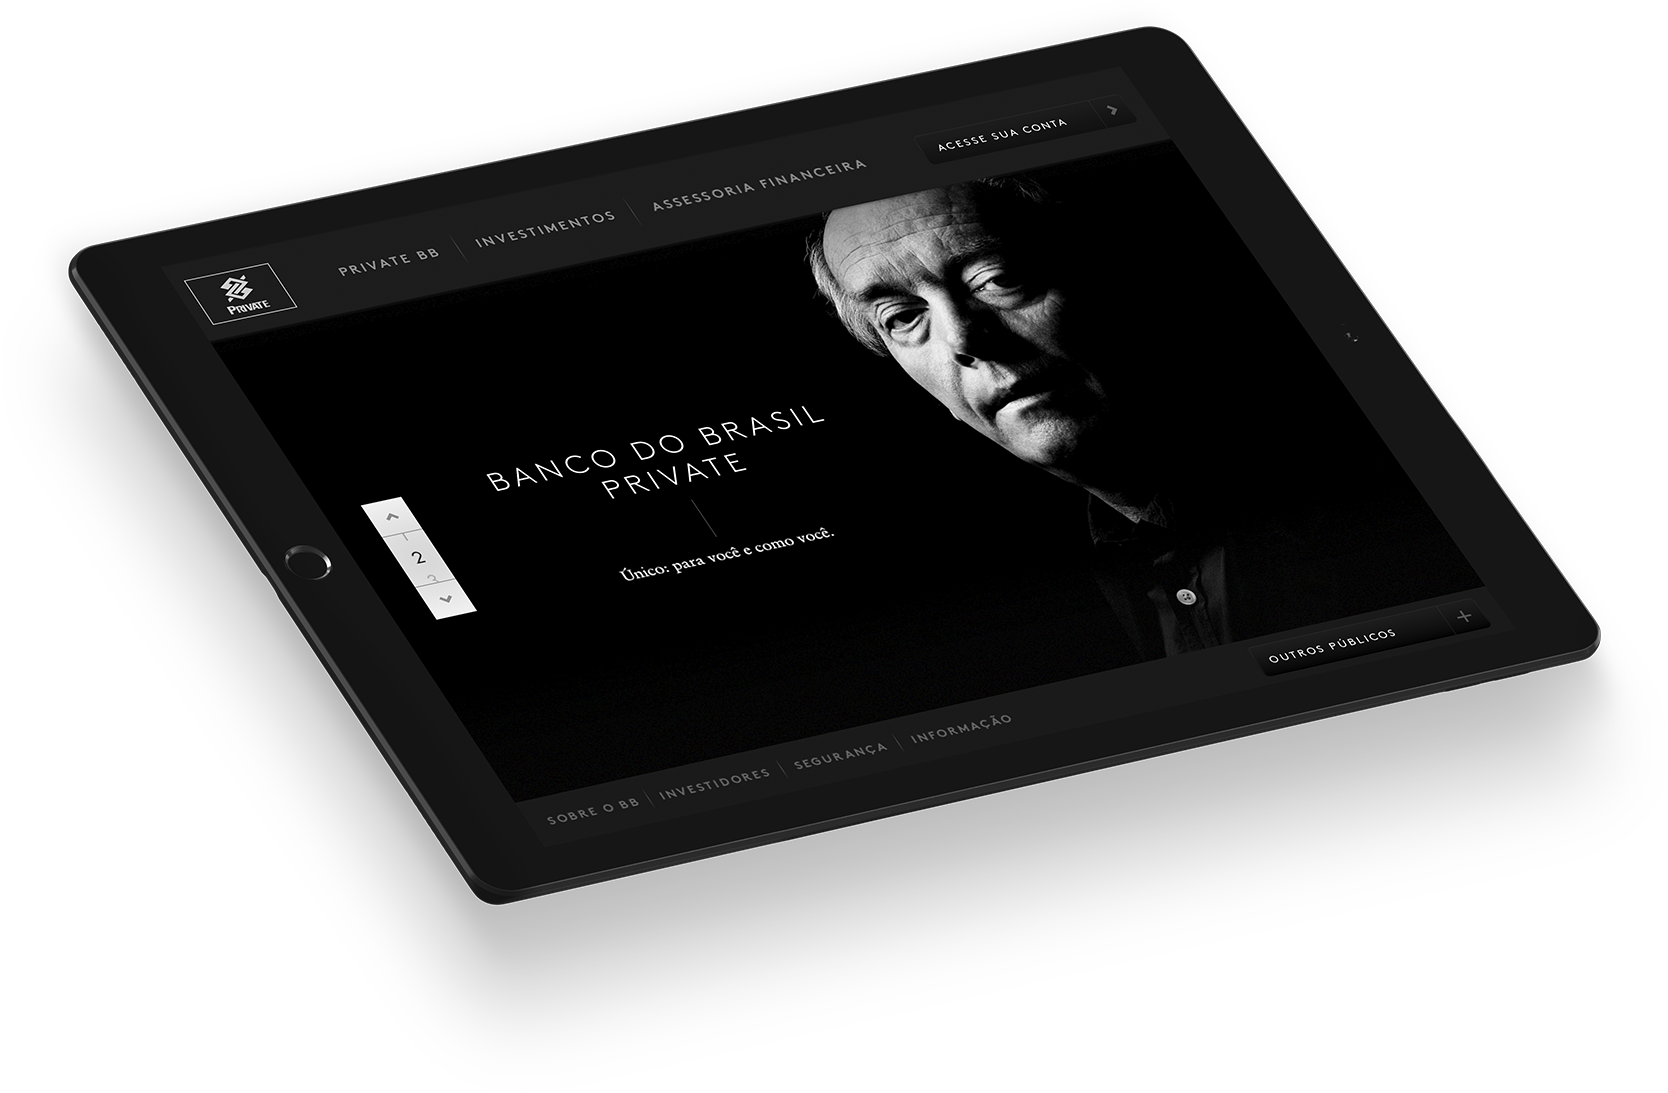 ACESSE SUA CONTA
PRIVATE BB
INVESTIMENTOS
ASSESSORIA FINANCEIRA
PRIVATE
BANCO DO BRASIL
PRIVATE
Único: para você e como você.
2
3
OUTROS PÚBLICOS
SOBRE O BB
INVESTIDORES
SEGURANÇA
INFORMAÇÃO